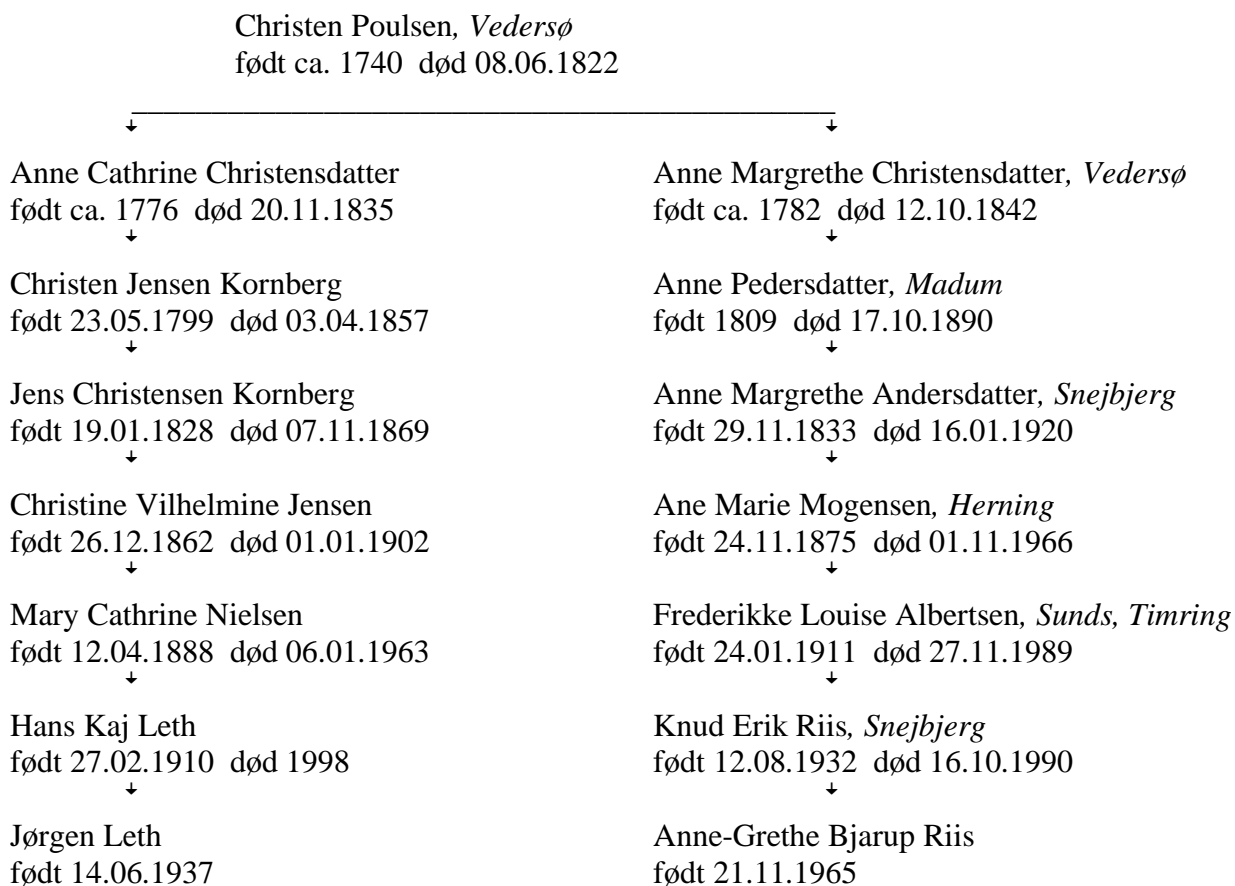 Christen Poulsen, Vedersø
født ca. 1740 død 08.06.1822
Anne Cathrine Christensdatter
født ca. 1776 død 20.11.1835
Anne Margrethe Christensdatter, Vedersø
født ca. 1782 død 12.10.1842
Christen Jensen Kornberg
født 23.05.1799 død 03.04.1857
Anne Pedersdatter, Madum
født 1809 død 17.10.1890
Jens Christensen Kornberg
født 19.01.1828 død 07.11.1869
Anne Margrethe Andersdatter, Snejbjerg
født 29.11.1833 død 16.01.1920
Christine Vilhelmine Jensen
født 26.12.1862 død 01.01.1902
Ane Marie Mogensen, Herning
født 24.11.1875 død 01.11.1966
Mary Cathrine Nielsen
født 12.04.1888 død 06.01.1963
Frederikke Louise Albertsen, Sunds, Timring
født 24.01.1911 død 27.11.1989
Hans Kaj Leth
født 27.02.1910 død 1998
Knud Erik Riis, Snejbjerg
født 12.08.1932 død 16.10.1990
Jørgen Leth
født 14.06.1937
Anne-Grethe Bjarup Riis
født 21.11.1965